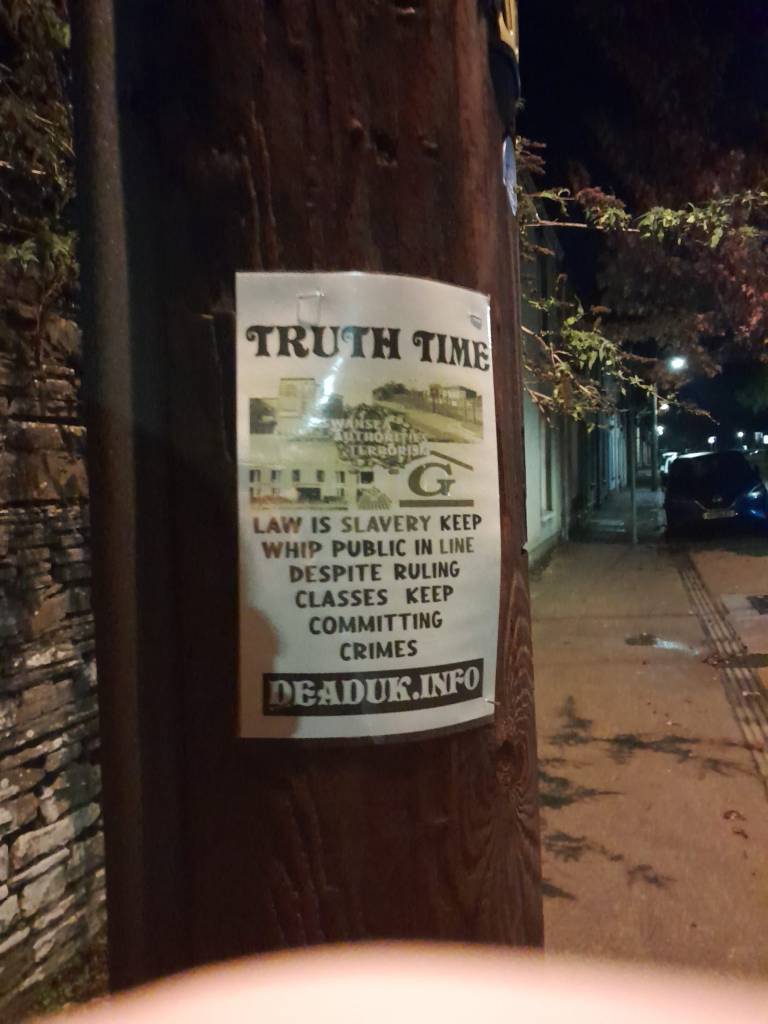 TRUTH TIME
SWANSEA
AUTHORITIES
TERRORISM
G
LAW IS SLAVERY KEEP
WHIP PUBLIC IN LINE
DESPITE RULING
CLASSES KEEP
COMMITTING
CRIMES
DEADUK.INFO